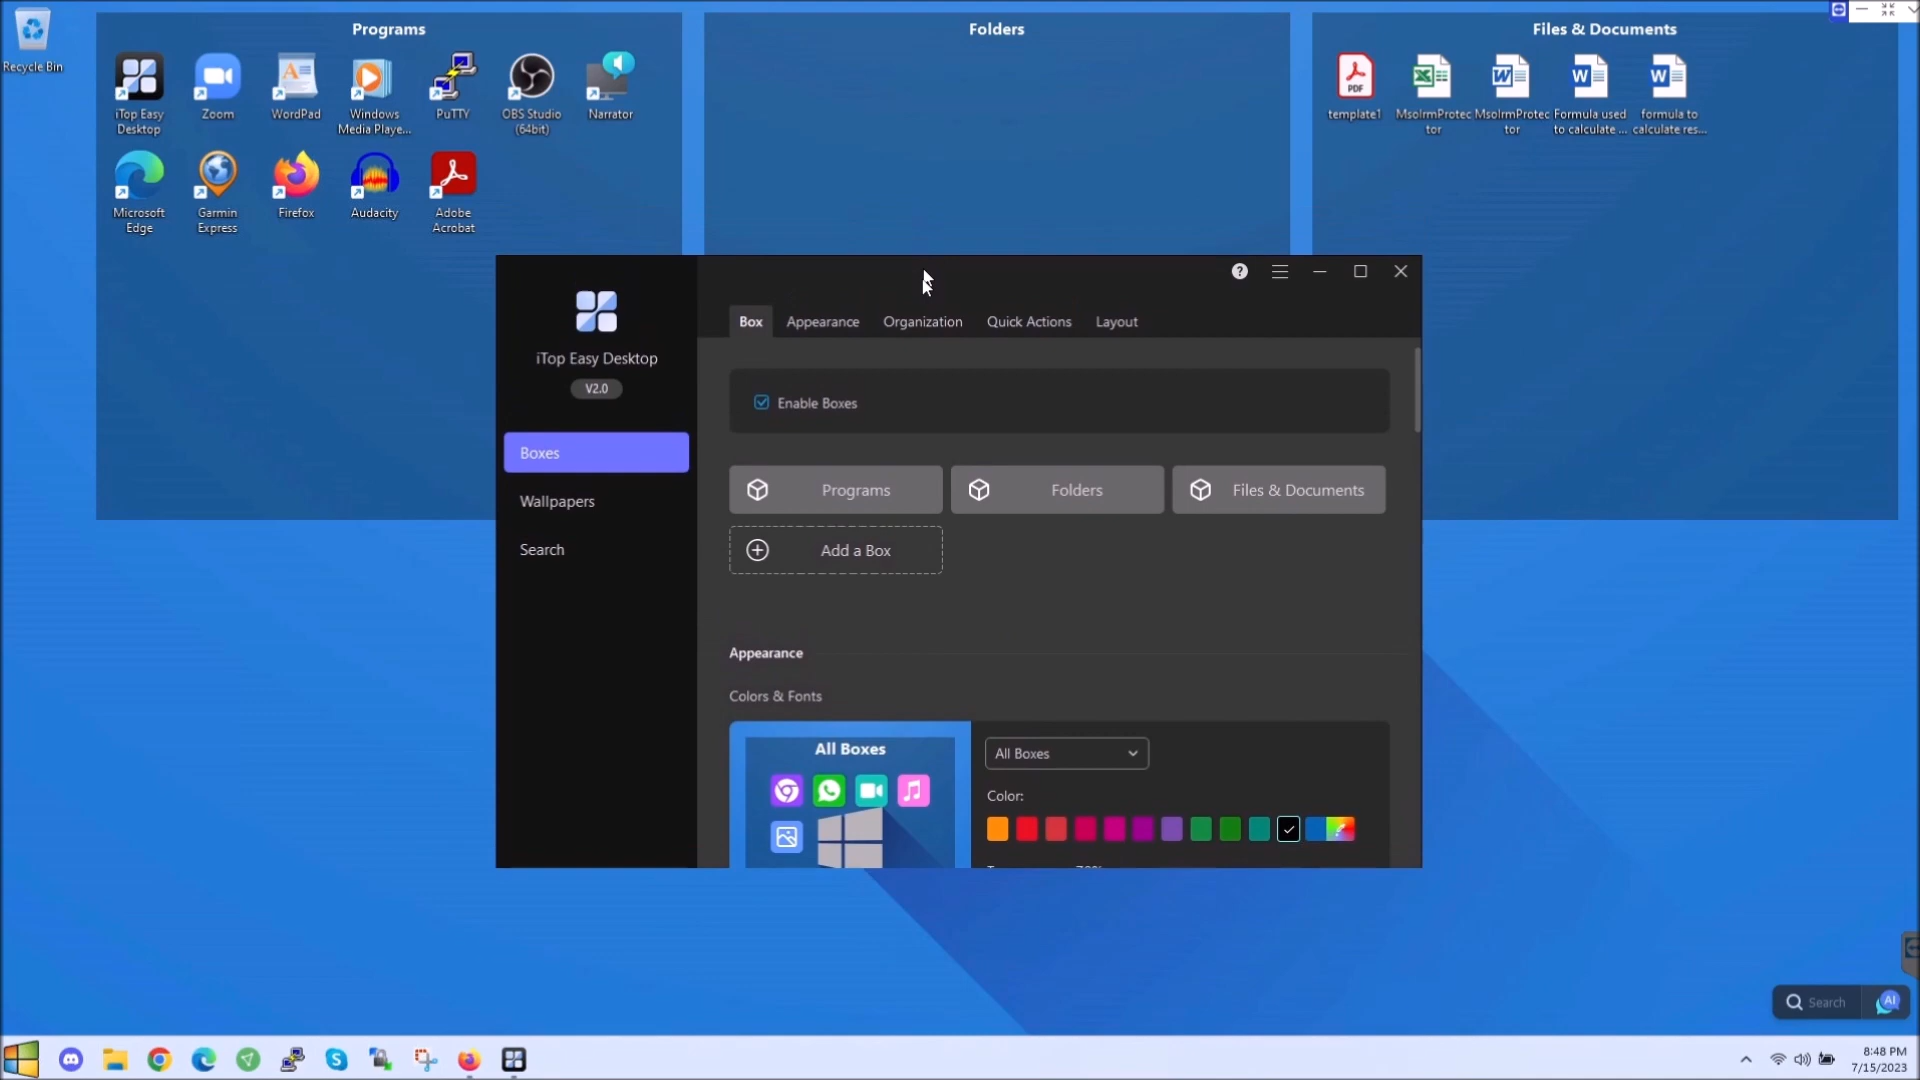 Recycle Bin
Programs
iTop Easy
Desktop
Zoom
WordPad
Windows
Media Playe...
PuTTY
OBS Studio
(64bit)
Narrator
Microsoft
Edge
Garmin
Express
Firefox
Audacity
Adobe
Acrobat
Folders
Files & Documents
PDF
template1
MsoIrmProtec
tor
MsoIrmProtec
tor
Formula used
to calculate ...
formula to
calculate res...
iTop Easy Desktop
V2.0
Boxes
Wallpapers
Search
Box
Appearance
Organization
Quick Actions
Layout
Enable Boxes
Programs
Folders
Files & Documents
Add a Box
Appearance
Colors & Fonts
All Boxes
All Boxes
Color:
Search
AI
8:48 PM
7/15/2023